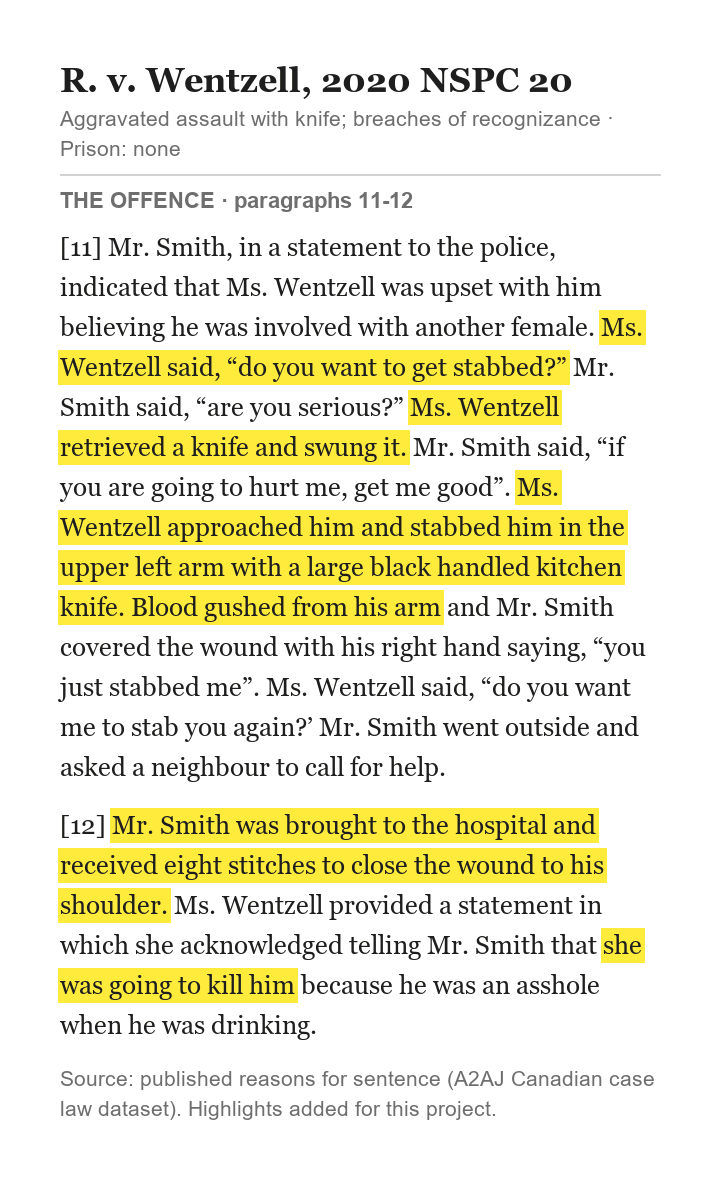 R. v. Wentzell, 2020 NSPC 20
Aggravated assault with knife; breaches of recognizance ·
Prison: none
THE OFFENCE · paragraphs 11-12
[11] Mr. Smith, in a statement to the police,
indicated that Ms. Wentzell was upset with him
believing he was involved with another female. Ms.
Wentzell said, “do you want to get stabbed?” Mr.
Smith said, “are you serious?” Ms. Wentzell
retrieved a knife and swung it. Mr. Smith said, “if
you are going to hurt me, get me good”. Ms.
Wentzell approached him and stabbed him in the
upper left arm with a large black handled kitchen
knife. Blood gushed from his arm and Mr. Smith
covered the wound with his right hand saying, “you
just stabbed me”. Ms. Wentzell said, “do you want
me to stab you again?’ Mr. Smith went outside and
asked a neighbour to call for help.
[12] Mr. Smith was brought to the hospital and
received eight stitches to close the wound to his
shoulder. Ms. Wentzell provided a statement in
which she acknowledged telling Mr. Smith that she
was going to kill him because he was an asshole
when he was drinking.
Source: published reasons for sentence (A2AJ Canadian case
law dataset). Highlights added for this project.